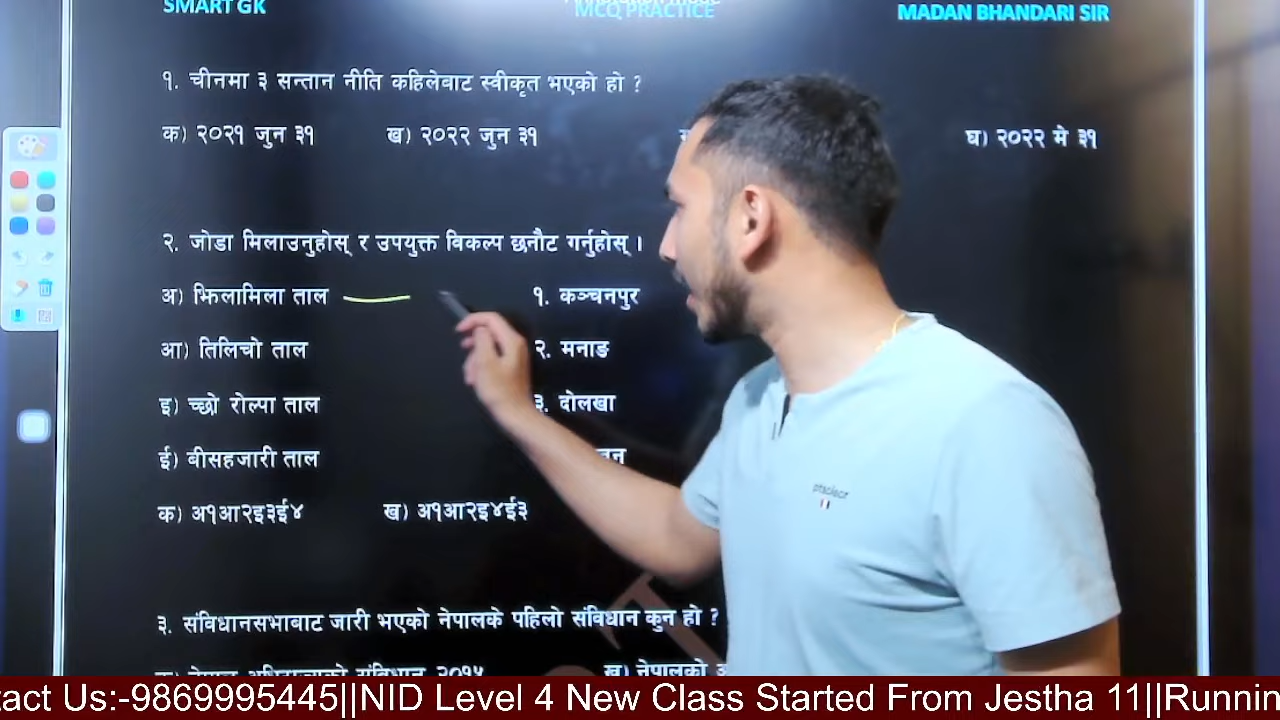 SMART GK MCQ PRACTICE MADAN BHANDARI SIR
१. चीनमा ३ सन्तान नीति कहिलेबाट स्वीकृत भएको हो ?
क) २०२१ जुन ३१ ख) २०२२ जुन ३१ घ) २०२२ मे ३१
२. जोडा मिलाउनुहोस् र उपयुक्त विकल्प छनौट गर्नुहोस् ।
अ) झिलामिला ताल १. कञ्चनपुर
आ) तिलिचो ताल २. मनाङ
इ) च्छो रोल्पा ताल ३. दोलखा
ई) बीसहजारी ताल
क) अ१आ२इ३ई४ ख) अ१आ२इ४ई३
३. संविधानसभाबाट जारी भएको नेपालके पहिलो संविधान कुन हो ?
tact Us:-9869995445||NID Level 4 New Class Started From Jestha 11||Runnin